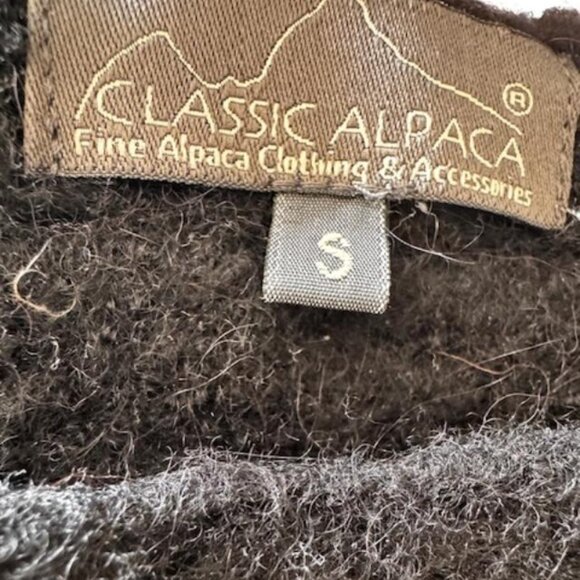 CLASSIC ALPACA ®
Fine Alpaca Clothing & Accessories
S